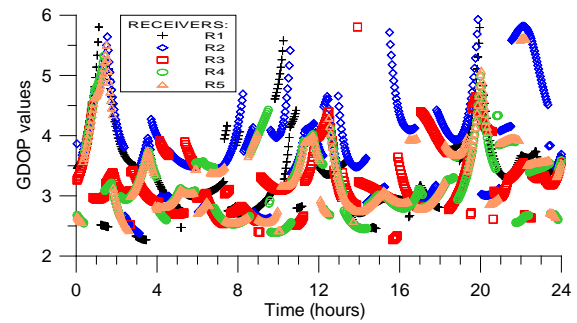 RECEIVERS:
R1
R2
R3
R4
R5
GDOP values
6
5
4
3
2
0 4 8 12 16 20 24
Time (hours)